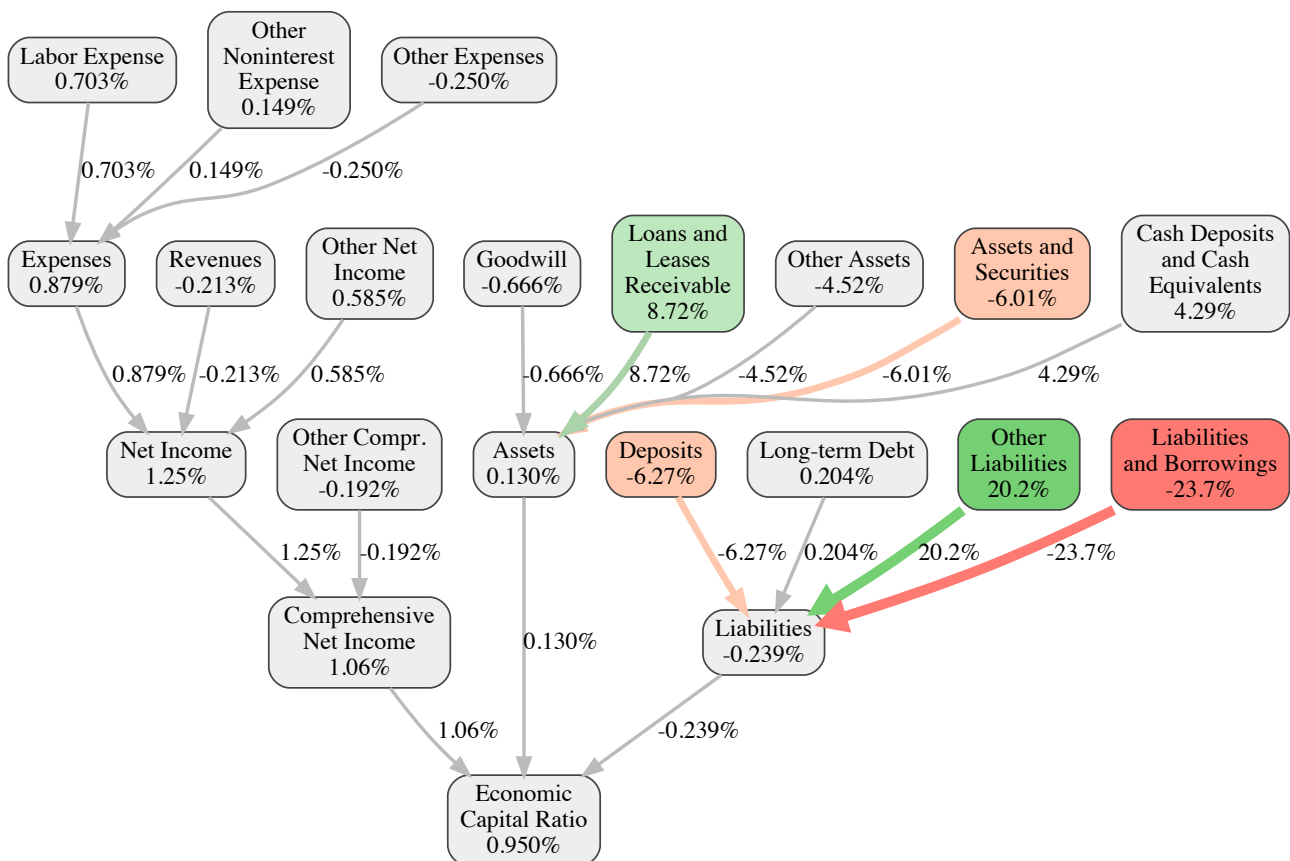 Labor Expense
0.703%
Other
Noninterest
Expense
0.149%
Other Expenses
-0.250%
0.703%
0.149%
-0.250%
Expenses
0.879%
Revenues
-0.213%
Other Net
Income
0.585%
Goodwill
-0.666%
Loans and
Leases
Receivable
8.72%
Other Assets
-4.52%
Assets and
Securities
-6.01%
Cash Deposits
and Cash
Equivalents
4.29%
0.879%
-0.213%
0.585%
-0.666%
8.72%
-4.52%
-6.01%
4.29%
Net Income
1.25%
Other Compr.
Net Income
-0.192%
Assets
0.130%
Deposits
-6.27%
Long-term Debt
0.204%
Other
Liabilities
20.2%
Liabilities
and Borrowings
-23.7%
1.25%
-0.192%
-6.27%
0.204%
20.2%
-23.7%
Comprehensive
Net Income
1.06%
0.130%
Liabilities
-0.239%
1.06%
-0.239%
Economic
Capital Ratio
0.950%